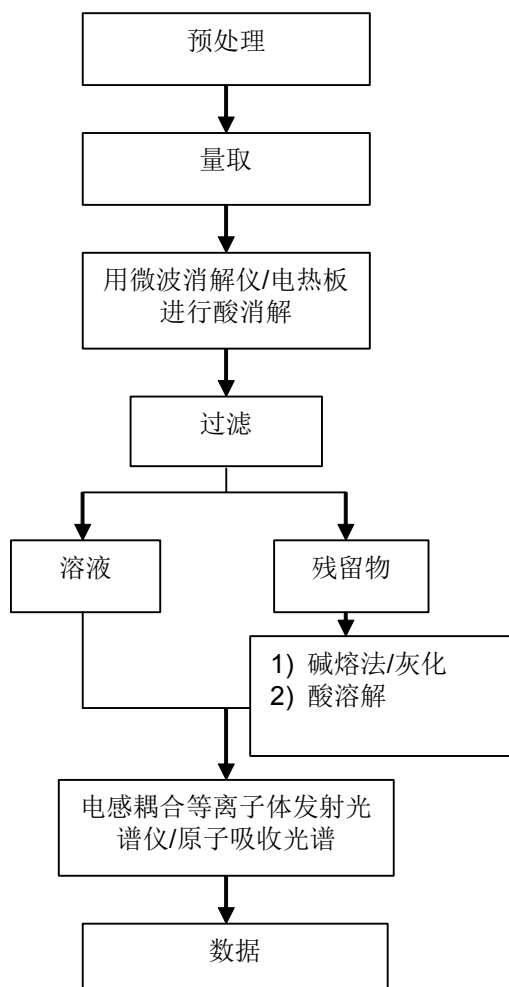 预处理
量取
用微波消解仪/电热板
进行酸消解
过滤
溶液
残留物
1) 碱熔法/灰化
2) 酸溶解
电感耦合等离子体发射光
谱仪/原子吸收光谱
数据